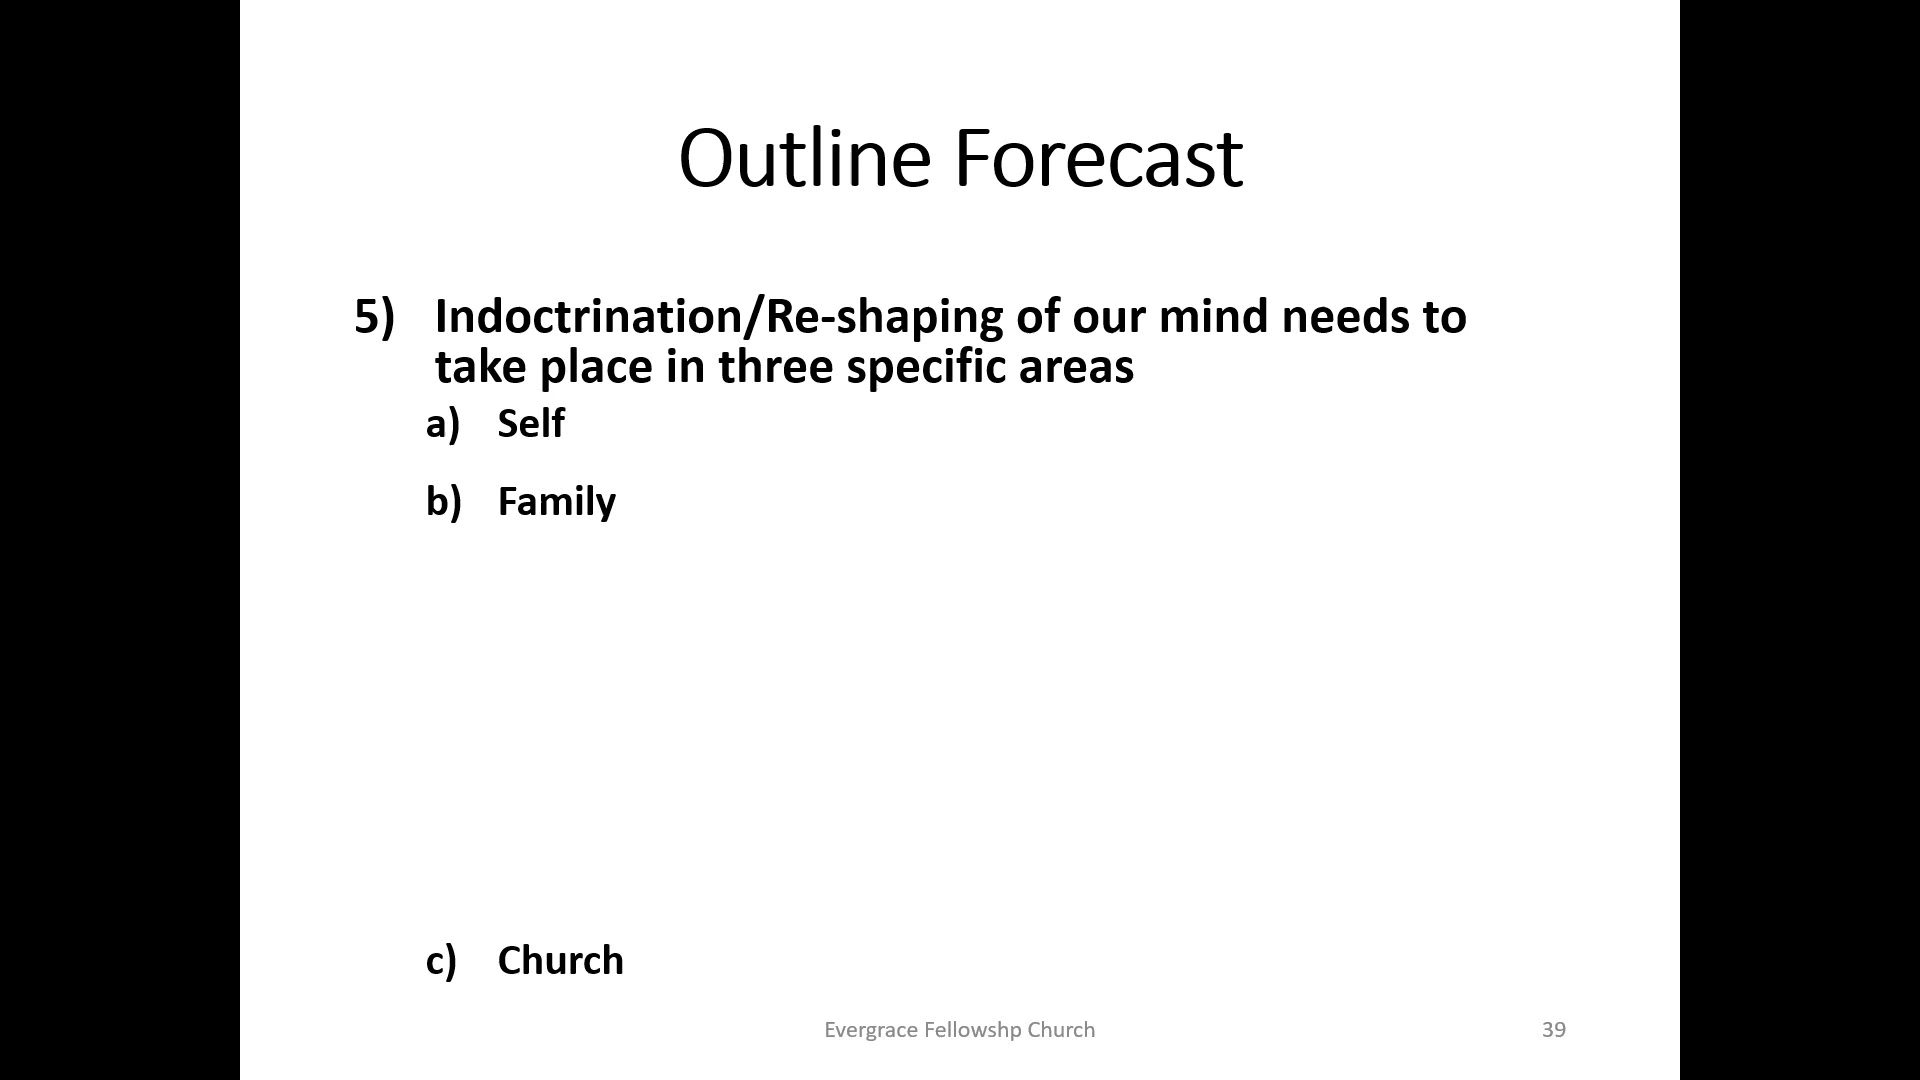 Outline Forecast
5) Indoctrination/Re-shaping of our mind needs to
take place in three specific areas
a) Self
b) Family
c) Church
Evergrace Fellowshp Church
39